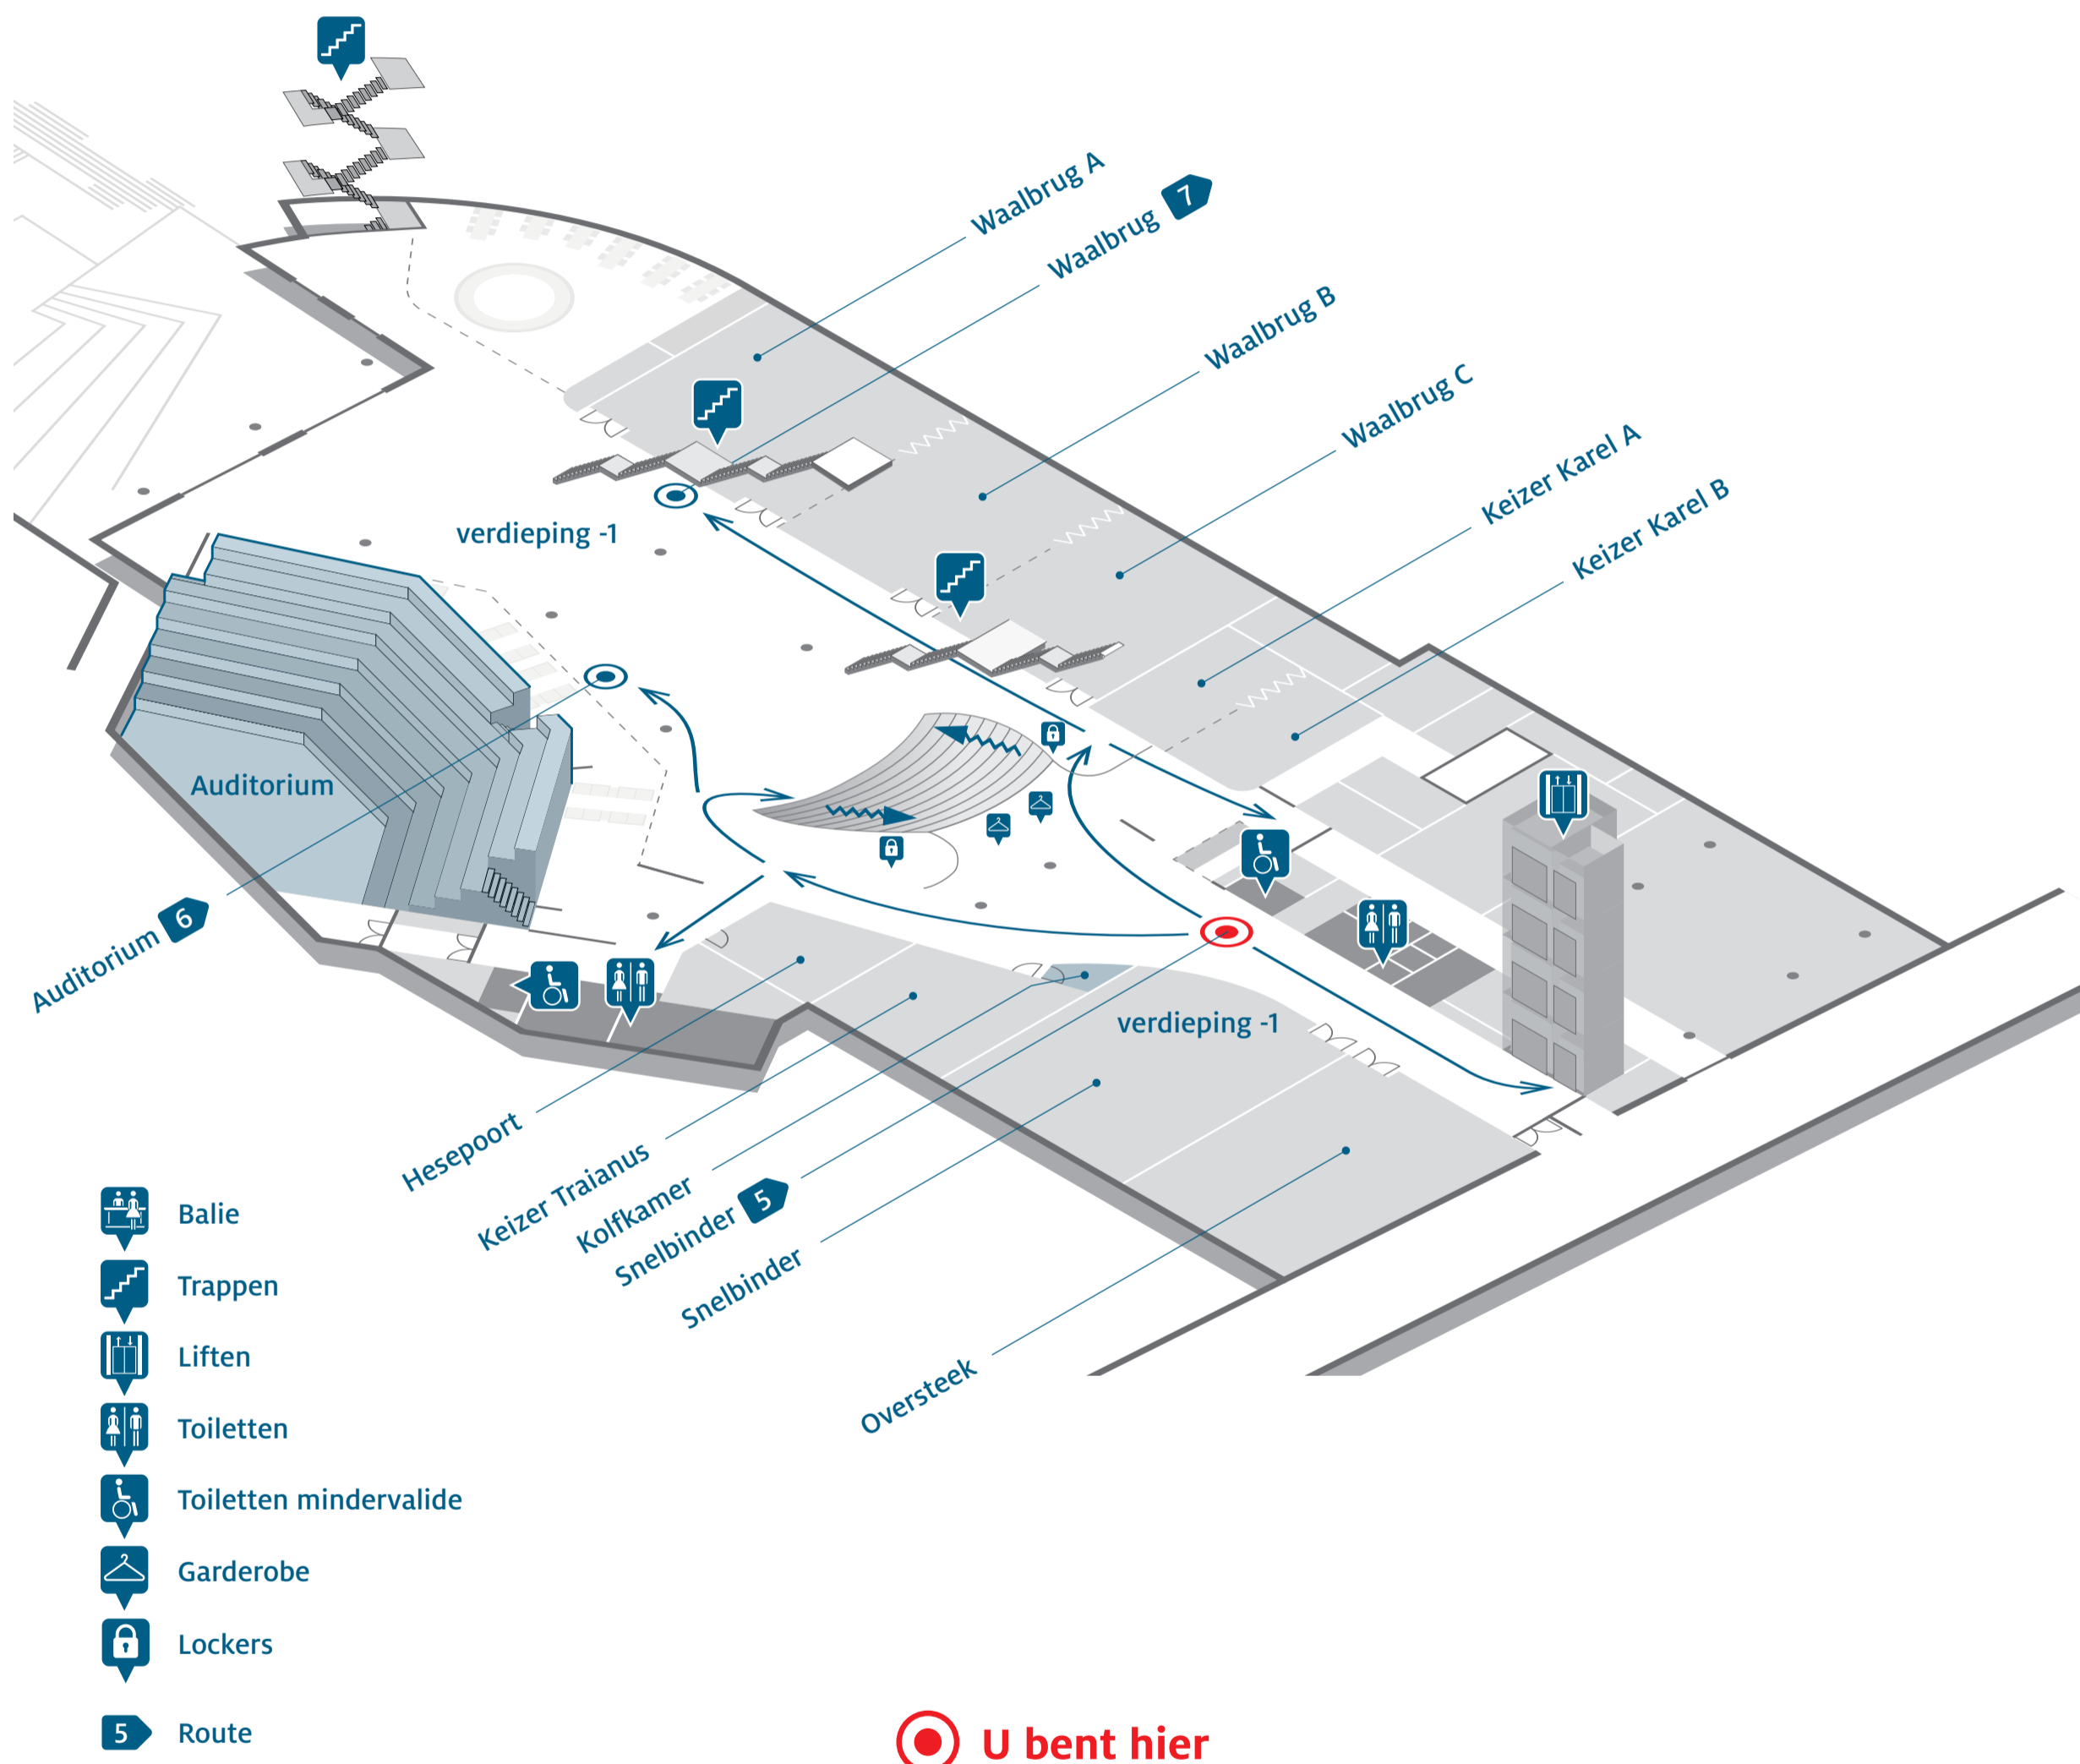 Waalbrug A
Waalbrug 7
Waalbrug B
Waalbrug C
Keizer Karel A
Keizer Karel B
verdieping -1
Auditorium
Auditorium 6
verdieping -1
Hesepoort
Keizer Traianus
Kolfkamer
Snelbinder 5
Snelbinder
Oversteek
Balie
Trappen
Liften
Toiletten
Toiletten mindervalide
Garderobe
Lockers
5 Route
U bent hier